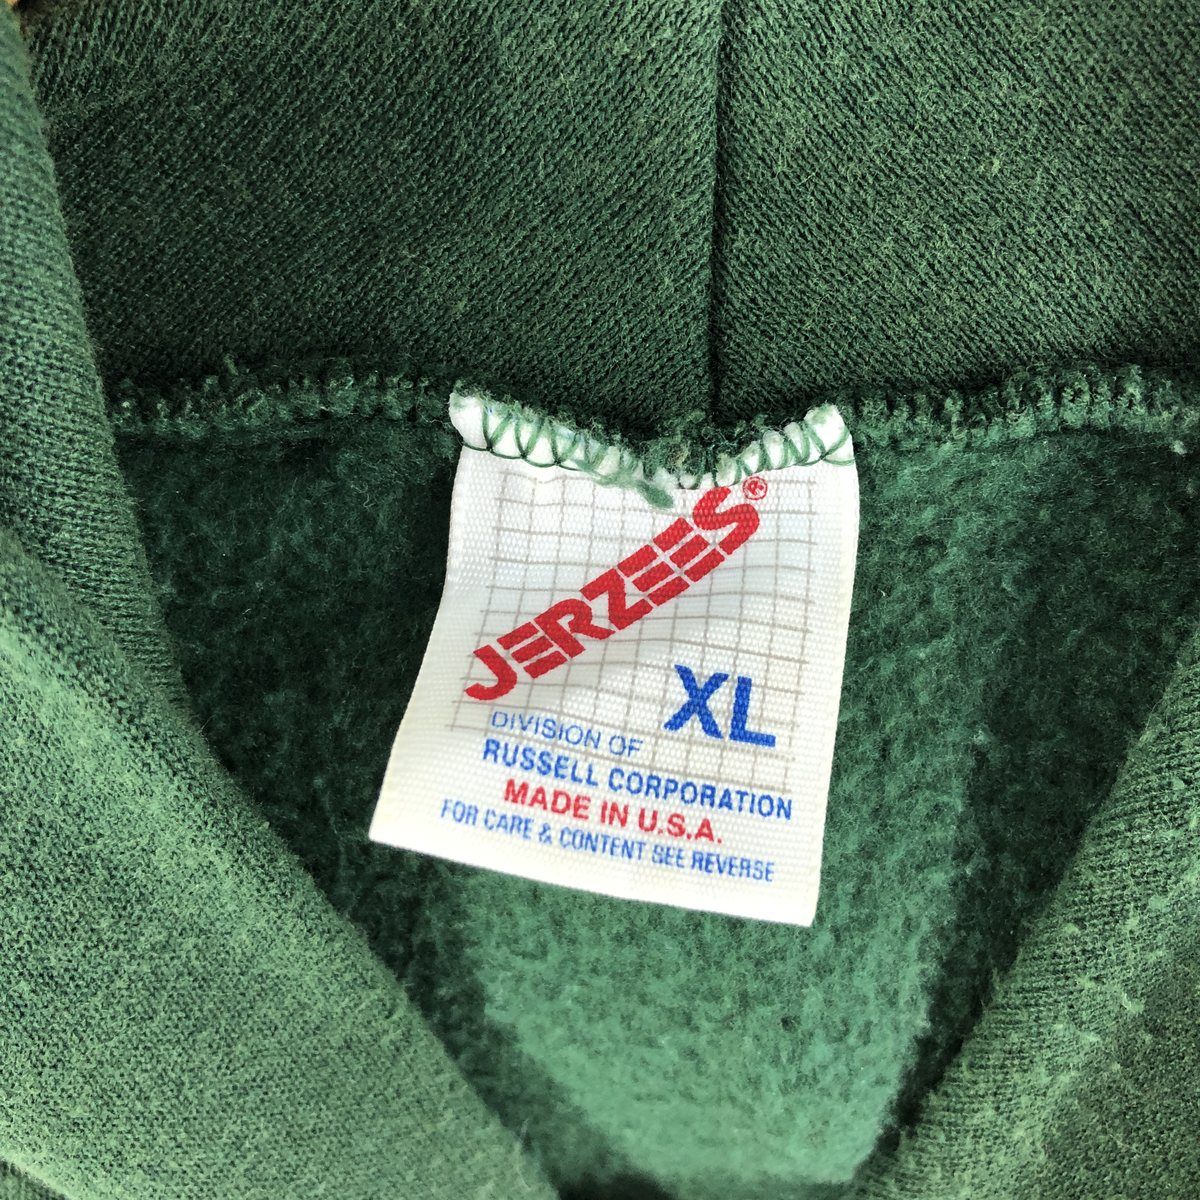 JERZEES®
XL
DIVISION OF
RUSSELL CORPORATION
MADE IN U.S.A.
FOR CARE & CONTENT SEE REVERSE